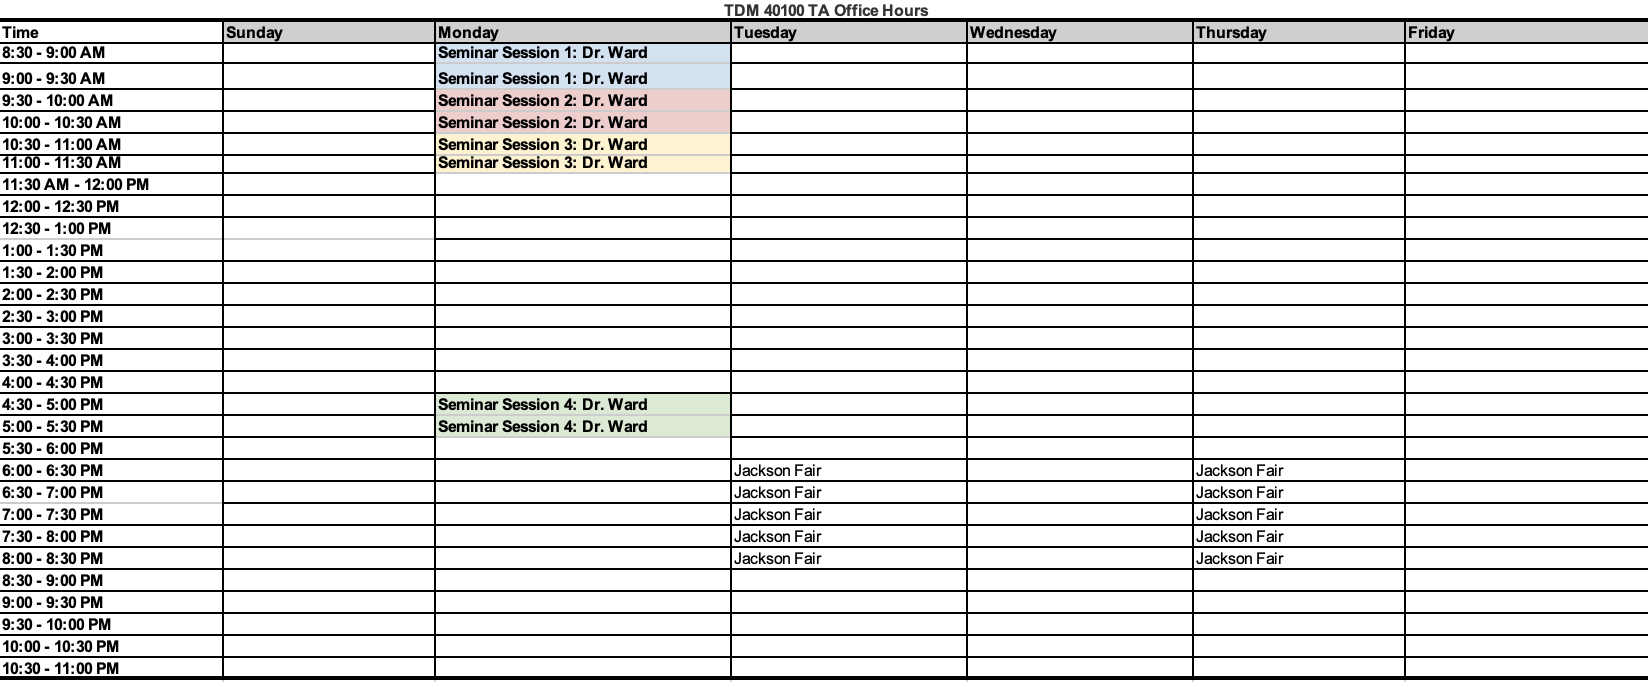 TDM 40100 TA Office Hours
Time Sunday Monday Tuesday Wednesday Thursday Friday
8:30 - 9:00 AM Seminar Session 1: Dr. Ward
9:00 - 9:30 AM Seminar Session 1: Dr. Ward
9:30 - 10:00 AM Seminar Session 2: Dr. Ward
10:00 - 10:30 AM Seminar Session 2: Dr. Ward
10:30 - 11:00 AM Seminar Session 3: Dr. Ward
11:00 - 11:30 AM Seminar Session 3: Dr. Ward
11:30 AM - 12:00 PM
12:00 - 12:30 PM
12:30 - 1:00 PM
1:00 - 1:30 PM
1:30 - 2:00 PM
2:00 - 2:30 PM
2:30 - 3:00 PM
3:00 - 3:30 PM
3:30 - 4:00 PM
4:00 - 4:30 PM
4:30 - 5:00 PM Seminar Session 4: Dr. Ward
5:00 - 5:30 PM Seminar Session 4: Dr. Ward
5:30 - 6:00 PM
6:00 - 6:30 PM Jackson Fair Jackson Fair
6:30 - 7:00 PM Jackson Fair Jackson Fair
7:00 - 7:30 PM Jackson Fair Jackson Fair
7:30 - 8:00 PM Jackson Fair Jackson Fair
8:00 - 8:30 PM Jackson Fair Jackson Fair
8:30 - 9:00 PM
9:00 - 9:30 PM
9:30 - 10:00 PM
10:00 - 10:30 PM
10:30 - 11:00 PM